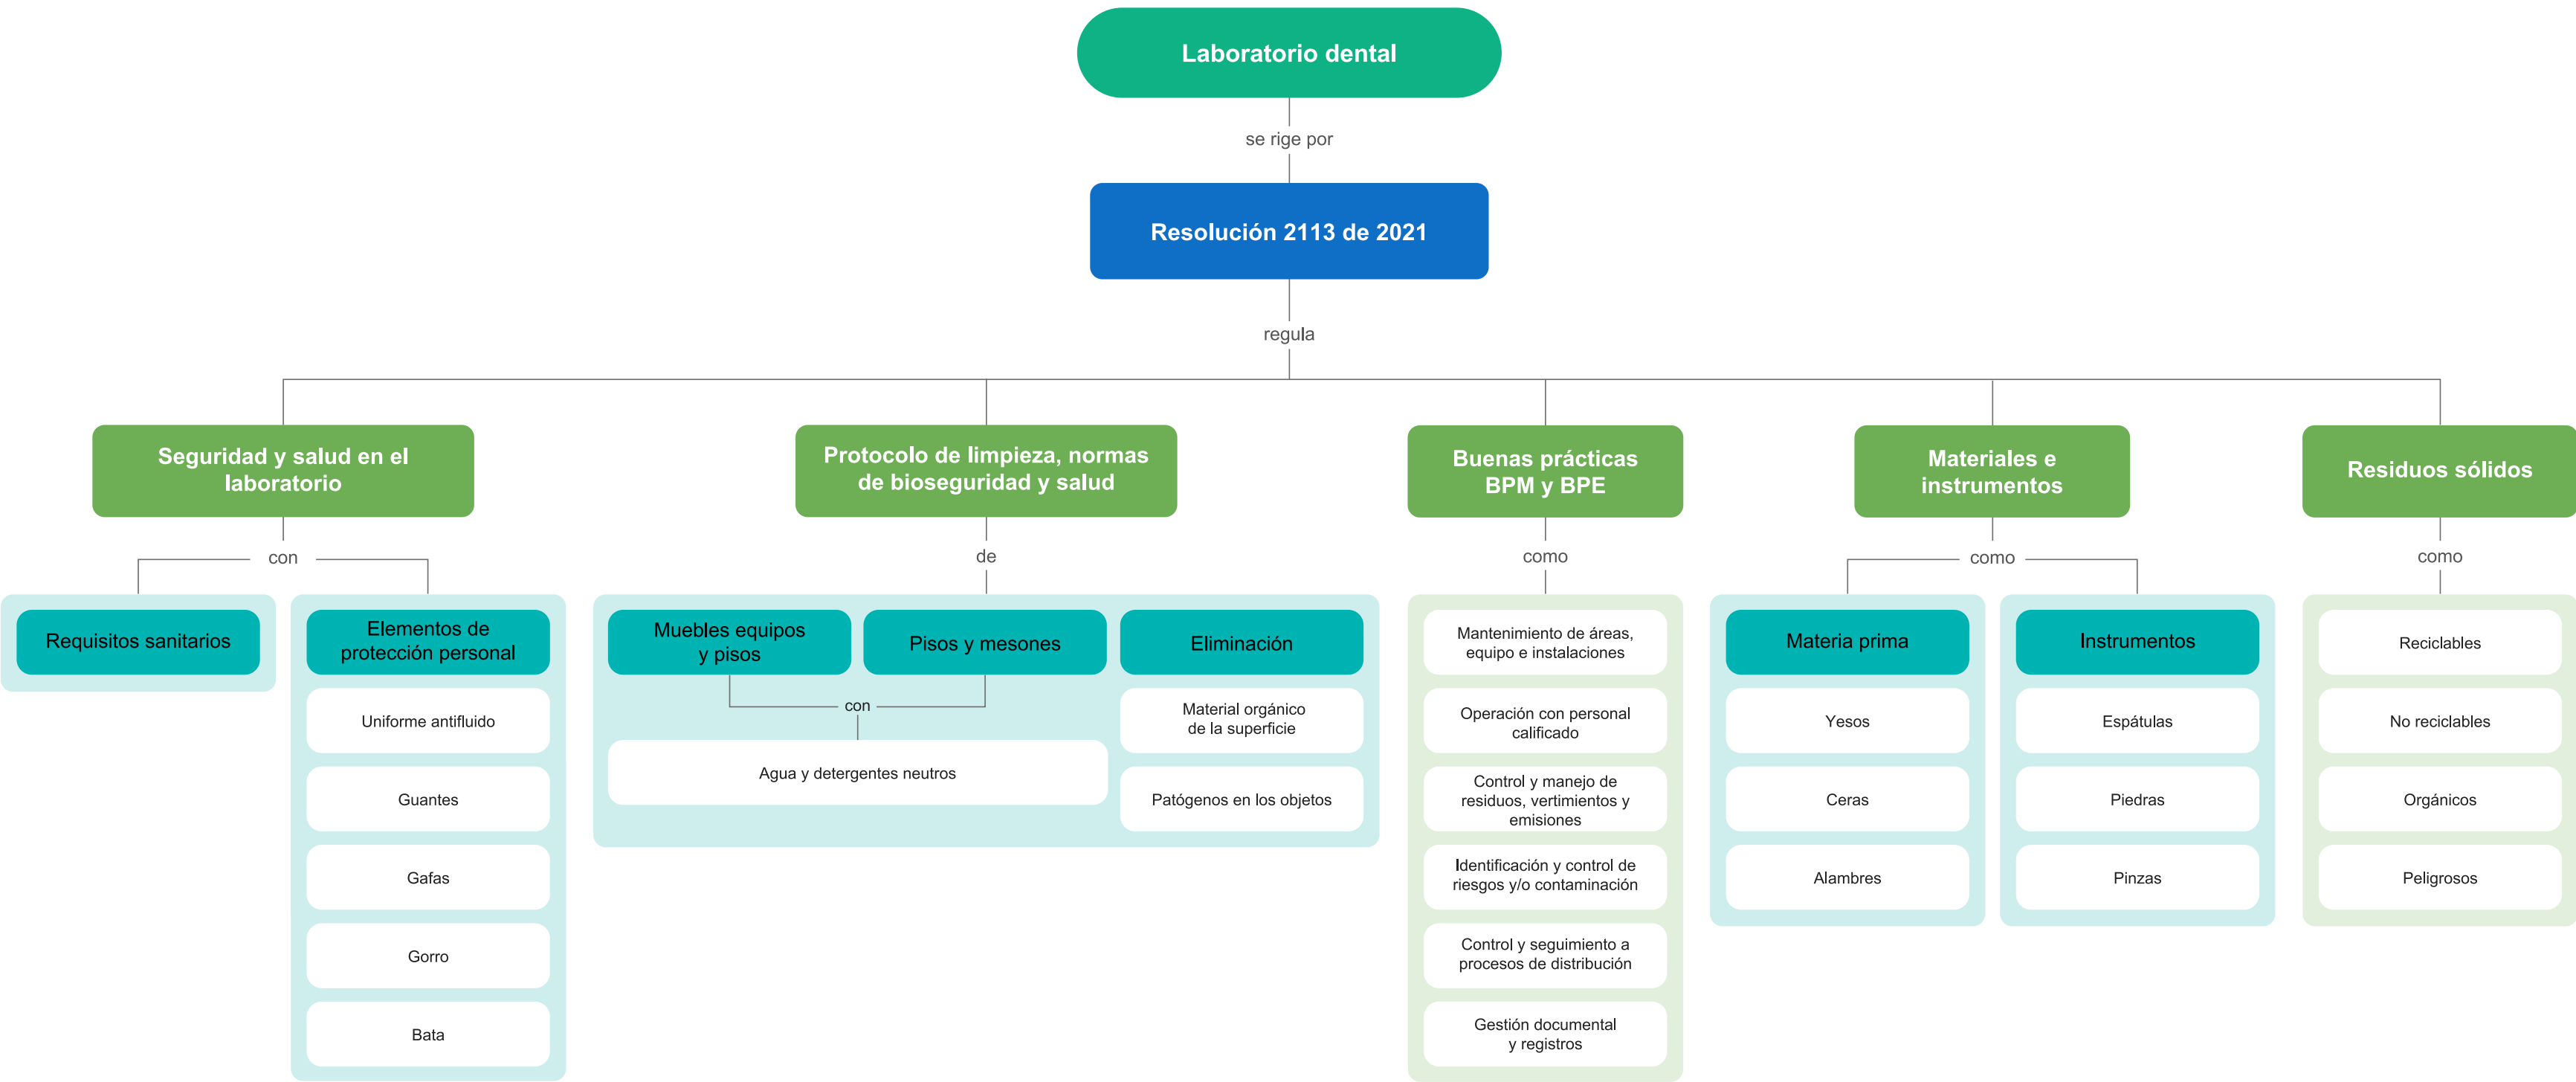 Laboratorio dental
se rige por
Resolución 2113 de 2021
regula
Seguridad y salud en el
laboratorio
con
Requisitos sanitarios
Elementos de
protección personal
Uniforme antifluido
Guantes
Gafas
Gorro
Bata
Protocolo de limpieza, normas
de bioseguridad y salud
de
Muebles equipos
y pisos
Pisos y mesones
con
Agua y detergentes neutros
Eliminación
Material orgánico
de la superficie
Patógenos en los objetos
Buenas prácticas
BPM y BPE
como
Mantenimiento de áreas,
equipo e instalaciones
Operación con personal
calificado
Control y manejo de
residuos, vertimientos y
emisiones
Identificación y control de
riesgos y/o contaminación
Control y seguimiento a
procesos de distribución
Gestión documental
y registros
Materiales e
instrumentos
como
Materia prima
Yesos
Ceras
Alambres
Instrumentos
Espátulas
Piedras
Pinzas
Residuos sólidos
como
Reciclables
No reciclables
Orgánicos
Peligrosos